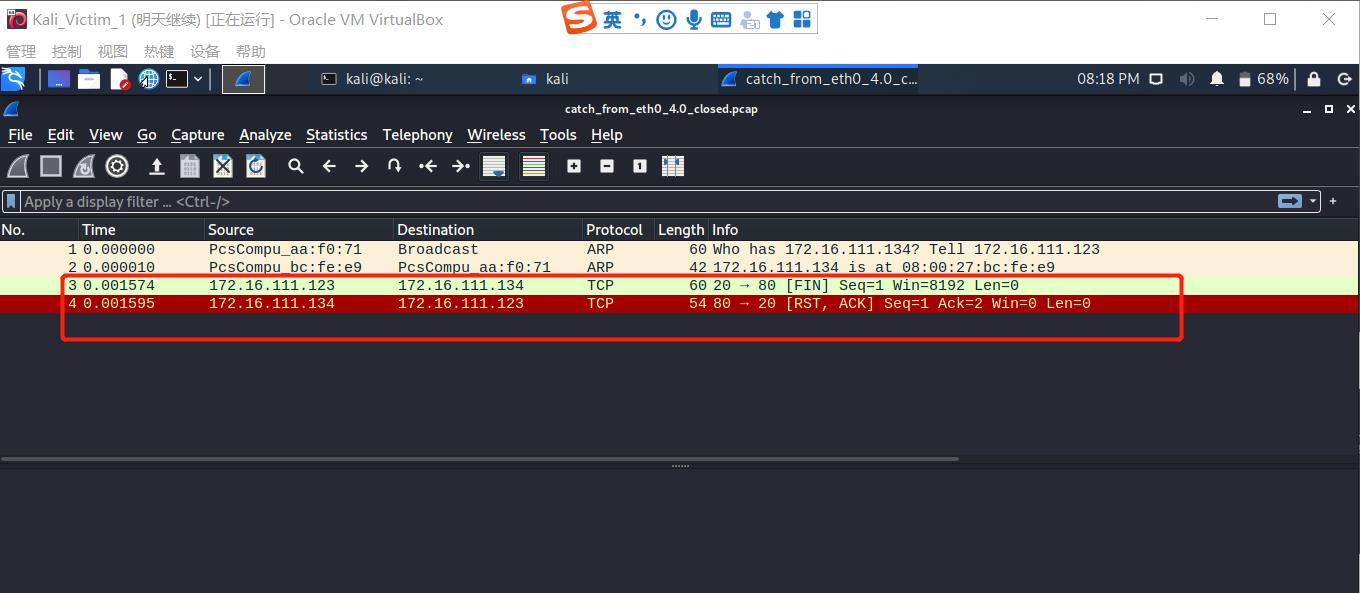 Kali_Victim_1 (明天继续) [正在运行] - Oracle VM VirtualBox
英
管理 控制 视图 热键 设备 帮助
kali@kali: ~ kali catch_from_eth0_4.0_c... 08:18 PM 68%
catch_from_eth0_4.0_closed.pcap
File Edit View Go Capture Analyze Statistics Telephony Wireless Tools Help
Apply a display filter ... <Ctrl-/>
No. Time Source Destination Protocol Length Info
1 0.000000 PcsCompu_aa:f0:71 Broadcast ARP 60 Who has 172.16.111.134? Tell 172.16.111.123
2 0.000010 PcsCompu_bc:fe:e9 PcsCompu_aa:f0:71 ARP 42 172.16.111.134 is at 08:00:27:bc:fe:e9
3 0.001574 172.16.111.123 172.16.111.134 TCP 60 20 → 80 [FIN] Seq=1 Win=8192 Len=0
4 0.001595 172.16.111.134 172.16.111.123 TCP 54 80 → 20 [RST, ACK] Seq=1 Ack=2 Win=0 Len=0